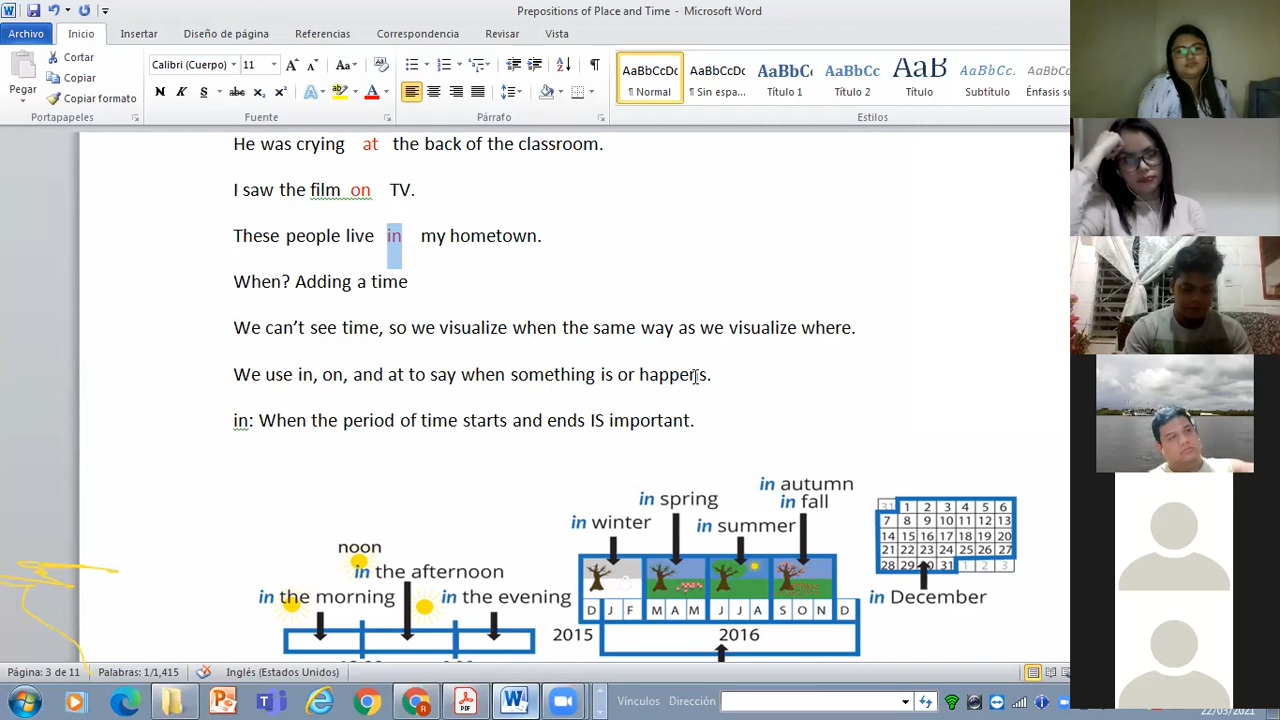 Prepositions of Place and Time - Microsoft Word
Archivo Inicio Insertar Diseño de página Referencias Correspondencia Revisar Vista
Pegar
Cortar
Copiar
Copiar formato
Portapapeles
Calibri (Cuerpo) 11
N K S abc x₂ x²
Fuente
Párrafo
AaBbCcDc AaBbCcDc AaBbC AaBbCc AaB AaBbCc. AaBbCc
¶ Normal ¶ Sin espa... Título 1 Título 2 Título Subtítulo Énfasis su
Estilos
He was crying at the back of the classroom.
I saw the film on TV.
These people live in my hometown.
When? Adding a time
We can't see time, so we visualize when the same way as we visualize where.
We use in, on, and at to say when something is or happens.
in: When the period of time starts and ends IS important.
noon
in the afternoon
in the morning
in the evening
in winter
in spring
in summer
in autumn
in fall
D J F M A M J J A S O N D
2015 2016
31 1 2 3 4 5 6
7 8 9 10 11 12 13
14 15 16 17 18 19 20
21 22 23 24 25 26 27
28 29 30 31 1 2 3
in December
Página: 3 de 11 Palabras: 1/1,415 Inglés (Estados Unidos)
Vínculos Dirección
22/03/2021